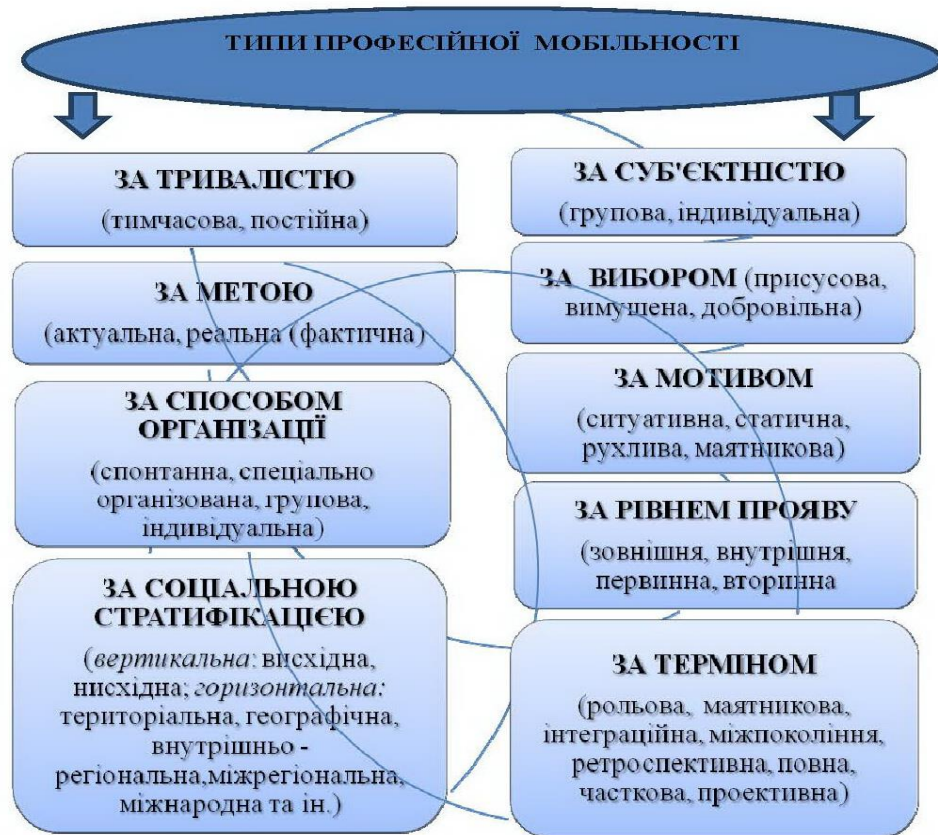 ТИПИ ПРОФЕСІЙНОЇ МОБІЛЬНОСТІ
ЗА ТРИВАЛІСТЮ
(тимчасова, постійна)
ЗА МЕТОЮ
(актуальна, реальна (фактична)
ЗА СПОСОБОМ
ОРГАНІЗАЦІЇ
(спонтанна, спеціально
організована, групова,
індивідуальна)
ЗА СОЦІАЛЬНОЮ
СТРАТИФІКАЦІЄЮ
(вертикальна: висхідна,
нисхідна; горизонтальна:
територіальна, географічна,
внутрішньо -
регіональна,міжрегіональна,
міжнародна та ін.)
ЗА СУБ'ЄКТНІСТЮ
(групова, індивідуальна)
ЗА ВИБОРОМ (присусова,
вимушена, добровільна)
ЗА МОТИВОМ
(ситуативна, статична,
рухлива, маятникова)
ЗА РІВНЕМ ПРОЯВУ
(зовнішня, внутрішня,
первинна, вторинна
ЗА ТЕРМІНОМ
(рольова, маятникова,
інтеграційна, міжпокоління,
ретроспективна, повна,
часткова, проективна)